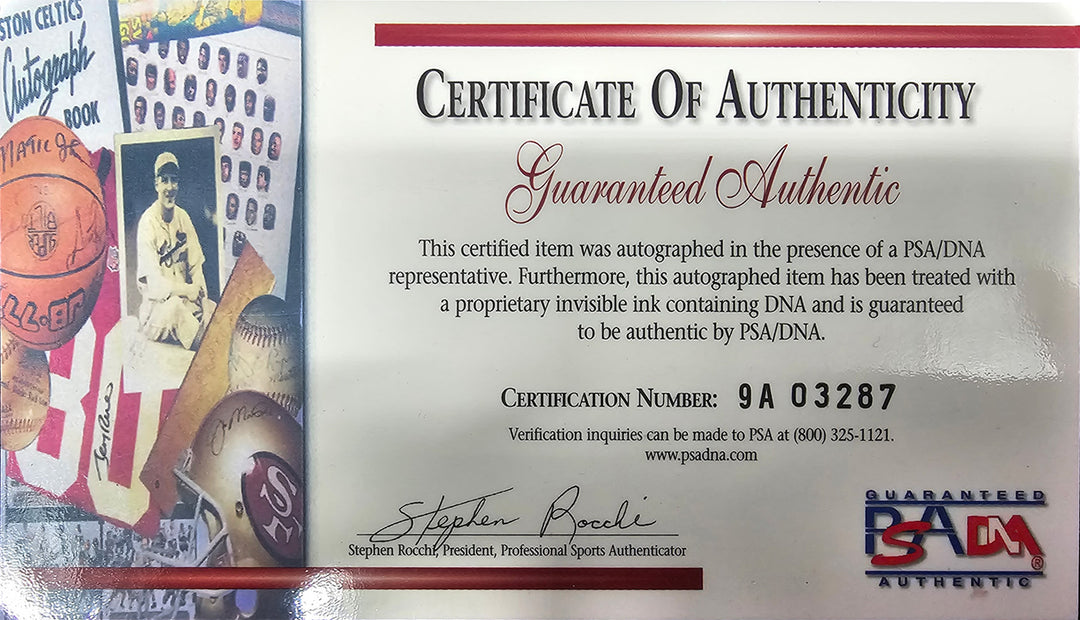 STON CELTICS
Autograph
BOOK
CERTIFICATE OF AUTHENTICITY
Guaranteed Authentic
This certified item was autographed in the presence of a PSA/DNA
representative. Furthermore, this autographed item has been treated with
a proprietary invisible ink containing DNA and is guaranteed
to be authentic by PSA/DNA.
CERTIFICATION NUMBER: 9A 03287
Verification inquiries can be made to PSA at (800) 325-1121.
www.psadna.com
Stephen Rocchi
Stephen Rocchi, President, Professional Sports Authenticator
GUARANTEED
PSA DNA
®
AUTHENTIC